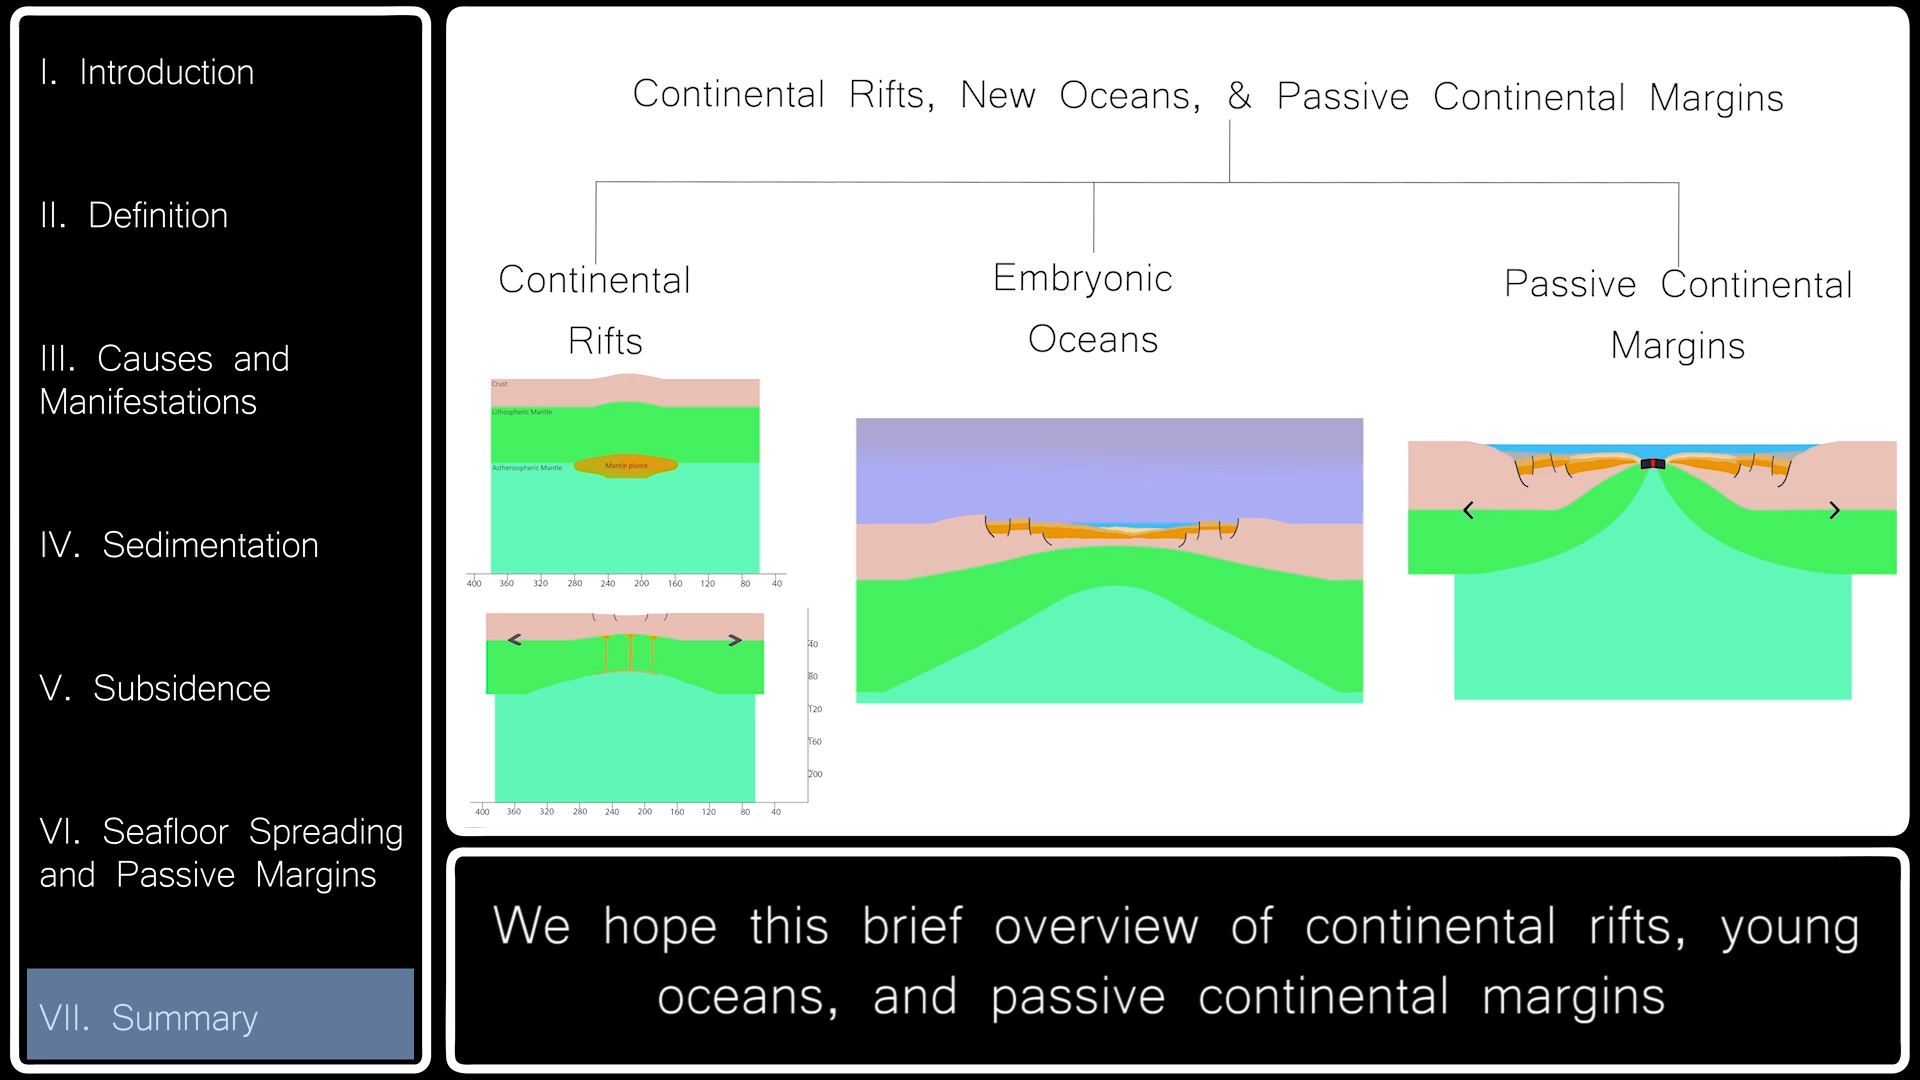 I. Introduction
II. Definition
III. Causes and
Manifestations
IV. Sedimentation
V. Subsidence
VI. Seafloor Spreading
and Passive Margins
VII. Summary
Continental Rifts, New Oceans, & Passive Continental Margins
Continental
Rifts
Embryonic
Oceans
Passive Continental
Margins
Crust
Lithospheric Mantle
Asthenospheric Mantle
Mantle plume
400 360 320 280 240 200 160 120 80 40
40
80
120
160
200
400 360 320 280 240 200 160 120 80 40
We hope this brief overview of continental rifts, young
oceans, and passive continental margins